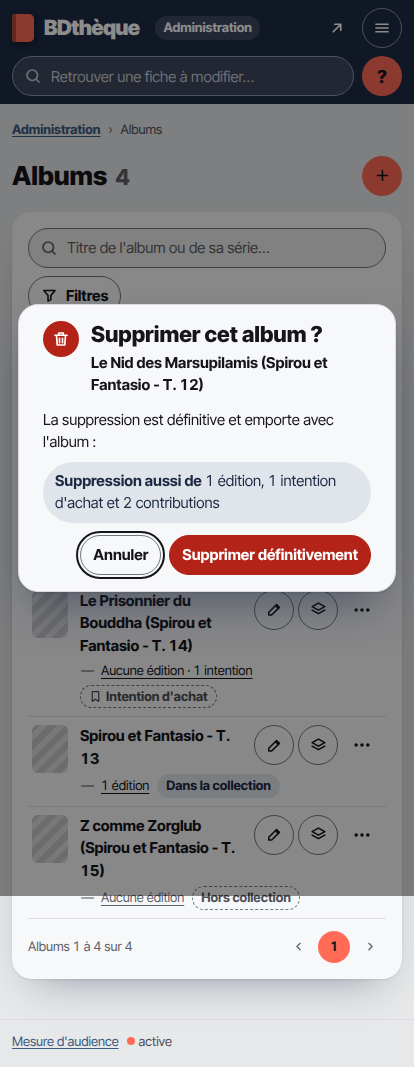 BDthèque Administration
Retrouver une fiche à modifier... ?
Administration › Albums
Albums 4
Titre de l'album ou de sa série...
Filtres
Supprimer cet album ?
Le Nid des Marsupilamis (Spirou et
Fantasio - T. 12)
La suppression est définitive et emporte avec
l'album :
Suppression aussi de 1 édition, 1 intention
d'achat et 2 contributions
Annuler Supprimer définitivement
Le Prisonnier du
Bouddha (Spirou et
Fantasio - T. 14)
— Aucune édition · 1 intention
Intention d'achat
Spirou et Fantasio - T.
13
— 1 édition Dans la collection
Z comme Zorglub
(Spirou et Fantasio - T.
15)
— Aucune édition Hors collection
Albums 1 à 4 sur 4 ‹ 1 ›
Mesure d'audience active